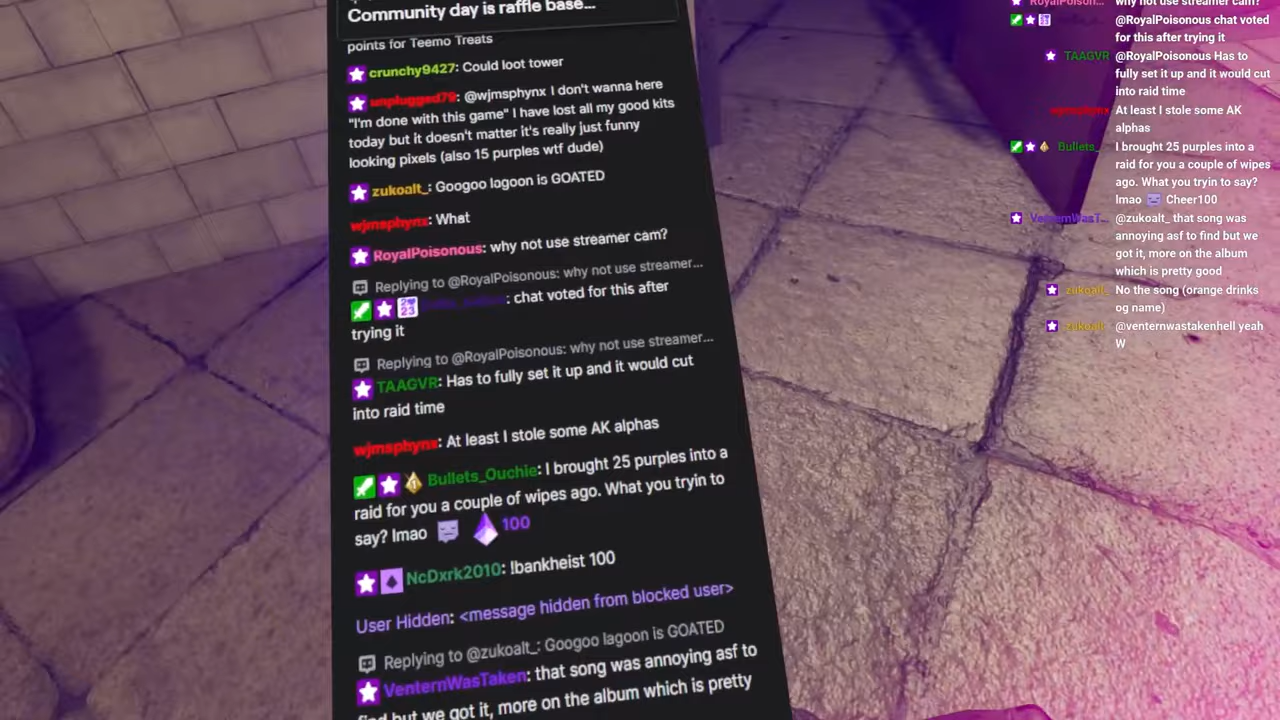 Community day is raffle base...
points for Teemo Treats
crunchy9427: Could loot tower
unplugged79: @wjmsphynx I don't wanna here
"I'm done with this game" I have lost all my good kits
today but it doesn't matter it's really just funny
looking pixels (also 15 purples wtf dude)
zukoalt_: Googoo lagoon is GOATED
wjmsphynx: What
RoyalPoisonous: why not use streamer cam?
Replying to @RoyalPoisonous: why not use streamer...
: chat voted for this after
trying it
Replying to @RoyalPoisonous: why not use streamer...
TAAGVR: Has to fully set it up and it would cut
into raid time
wjmsphynx: At least I stole some AK alphas
Bullets_Ouchie: I brought 25 purples into a
raid for you a couple of wipes ago. What you tryin to
say? lmao 100
NcDxrk2010: !bankheist 100
User Hidden: <message hidden from blocked user>
Replying to @zukoalt_: Googoo lagoon is GOATED
VenternWasTaken: that song was annoying asf to
find but we got it, more on the album which is pretty
RoyalPoison... why not use streamer cam?
@RoyalPoisonous chat voted
for this after trying it
TAAGVR @RoyalPoisonous Has to
fully set it up and it would cut
into raid time
wjmsphynx At least I stole some AK
alphas
Bullets_ I brought 25 purples into a
raid for you a couple of wipes
ago. What you tryin to say?
lmao Cheer100
VenternWasT... @zukoalt_ that song was
annoying asf to find but we
got it, more on the album
which is pretty good
zukoalt_ No the song (orange drinks
og name)
zukoalt_ @venternwastakenhell yeah
W